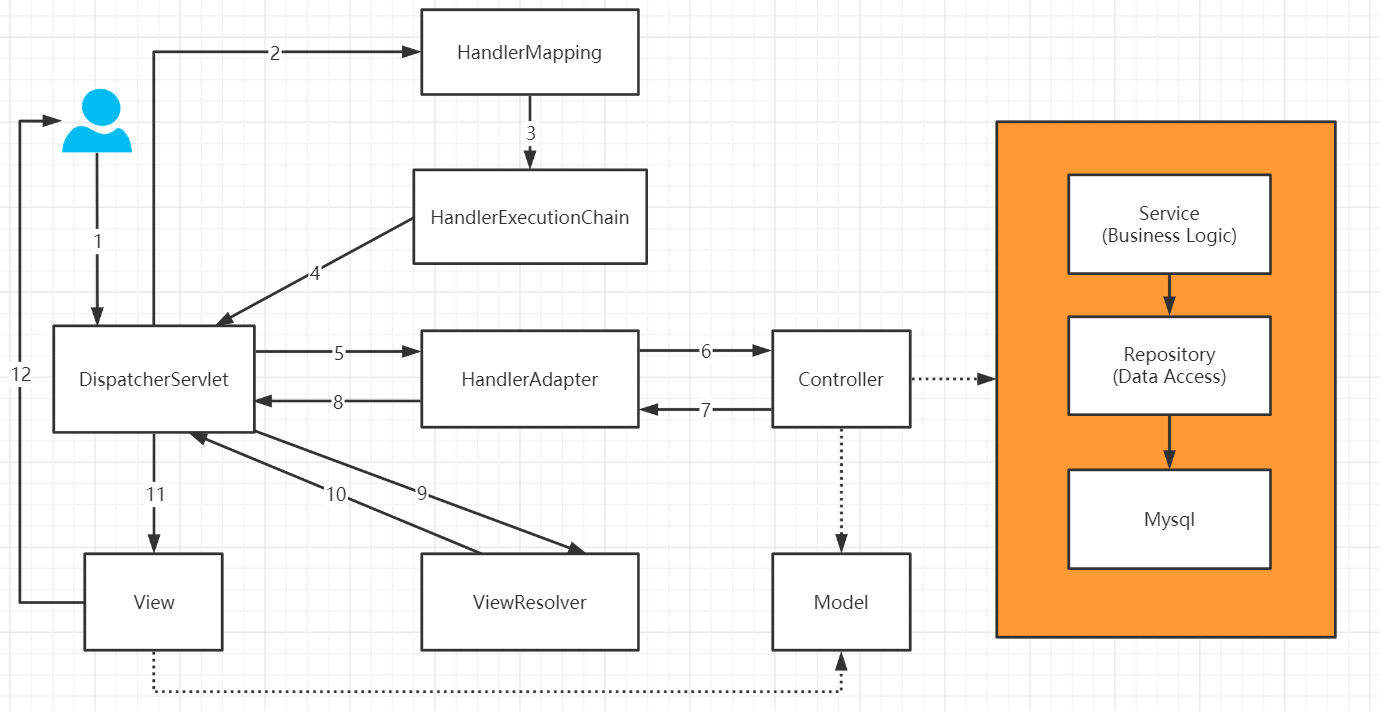 2
HandlerMapping
3
HandlerExecutionChain
1
4
DispatcherServlet
5
HandlerAdapter
6
Controller
8
7
12
11
10
9
View
ViewResolver
Model
Service
(Business Logic)
Repository
(Data Access)
Mysql